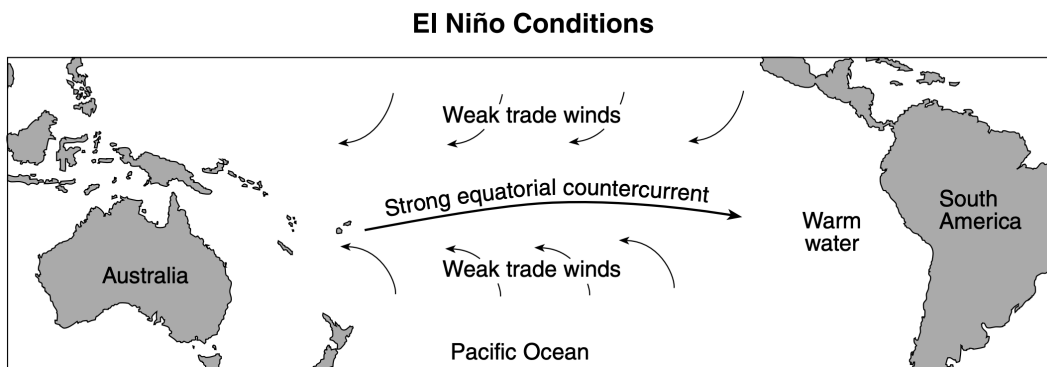 El Niño Conditions
Weak trade winds
Strong equatorial countercurrent
South
America
Warm
water
Australia
Weak trade winds
Pacific Ocean